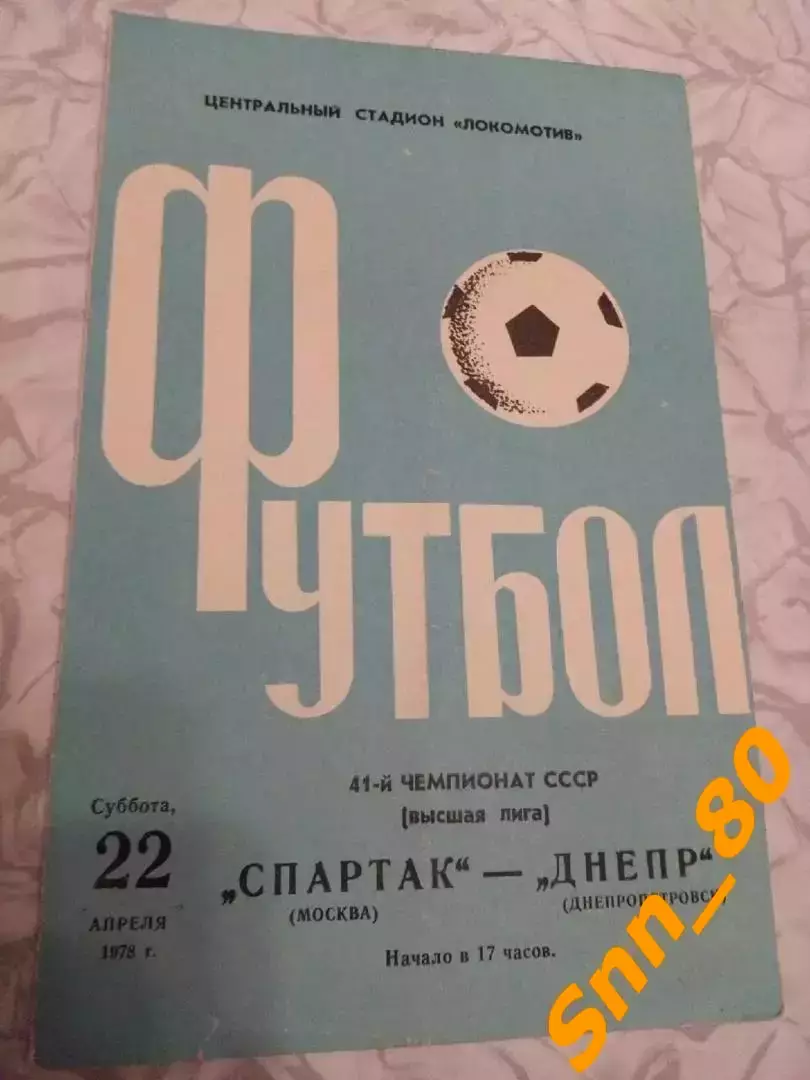 ЦЕНТРАЛЬНЫЙ СТАДИОН «ЛОКОМОТИВ»
ФУТБОЛ
41-й ЧЕМПИОНАТ СССР
(высшая лига)
Суббота,
22
АПРЕЛЯ
1978 г.
„СПАРТАК“ — „ДНЕПР“
(МОСКВА) (ДНЕПРОПЕТРОВСК)
Начало в 17 часов.
Snn_80